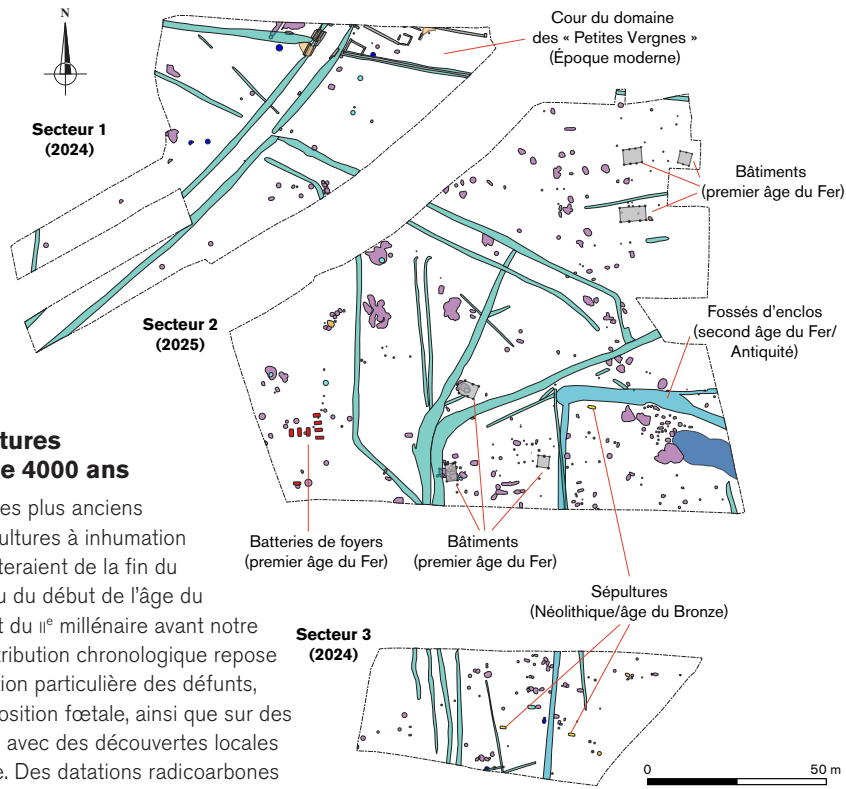 N
Cour du domaine
des « Petites Vergnes »
(Époque moderne)
Secteur 1
(2024)
Bâtiments
(premier âge du Fer)
Secteur 2
(2025)
Fossés d'enclos
(second âge du Fer/
Antiquité)
tures
e 4000 ans
es plus anciens
ultures à inhumation
teraient de la fin du
u du début de l'âge du
t du IIᵉ millénaire avant notre
tribution chronologique repose
tion particulière des défunts,
osition fœtale, ainsi que sur des
avec des découvertes locales
e. Des datations radicoarbones
Batteries de foyers
(premier âge du Fer)
Bâtiments
(premier âge du Fer)
Sépultures
(Néolithique/âge du Bronze)
Secteur 3
(2024)
0 50 m